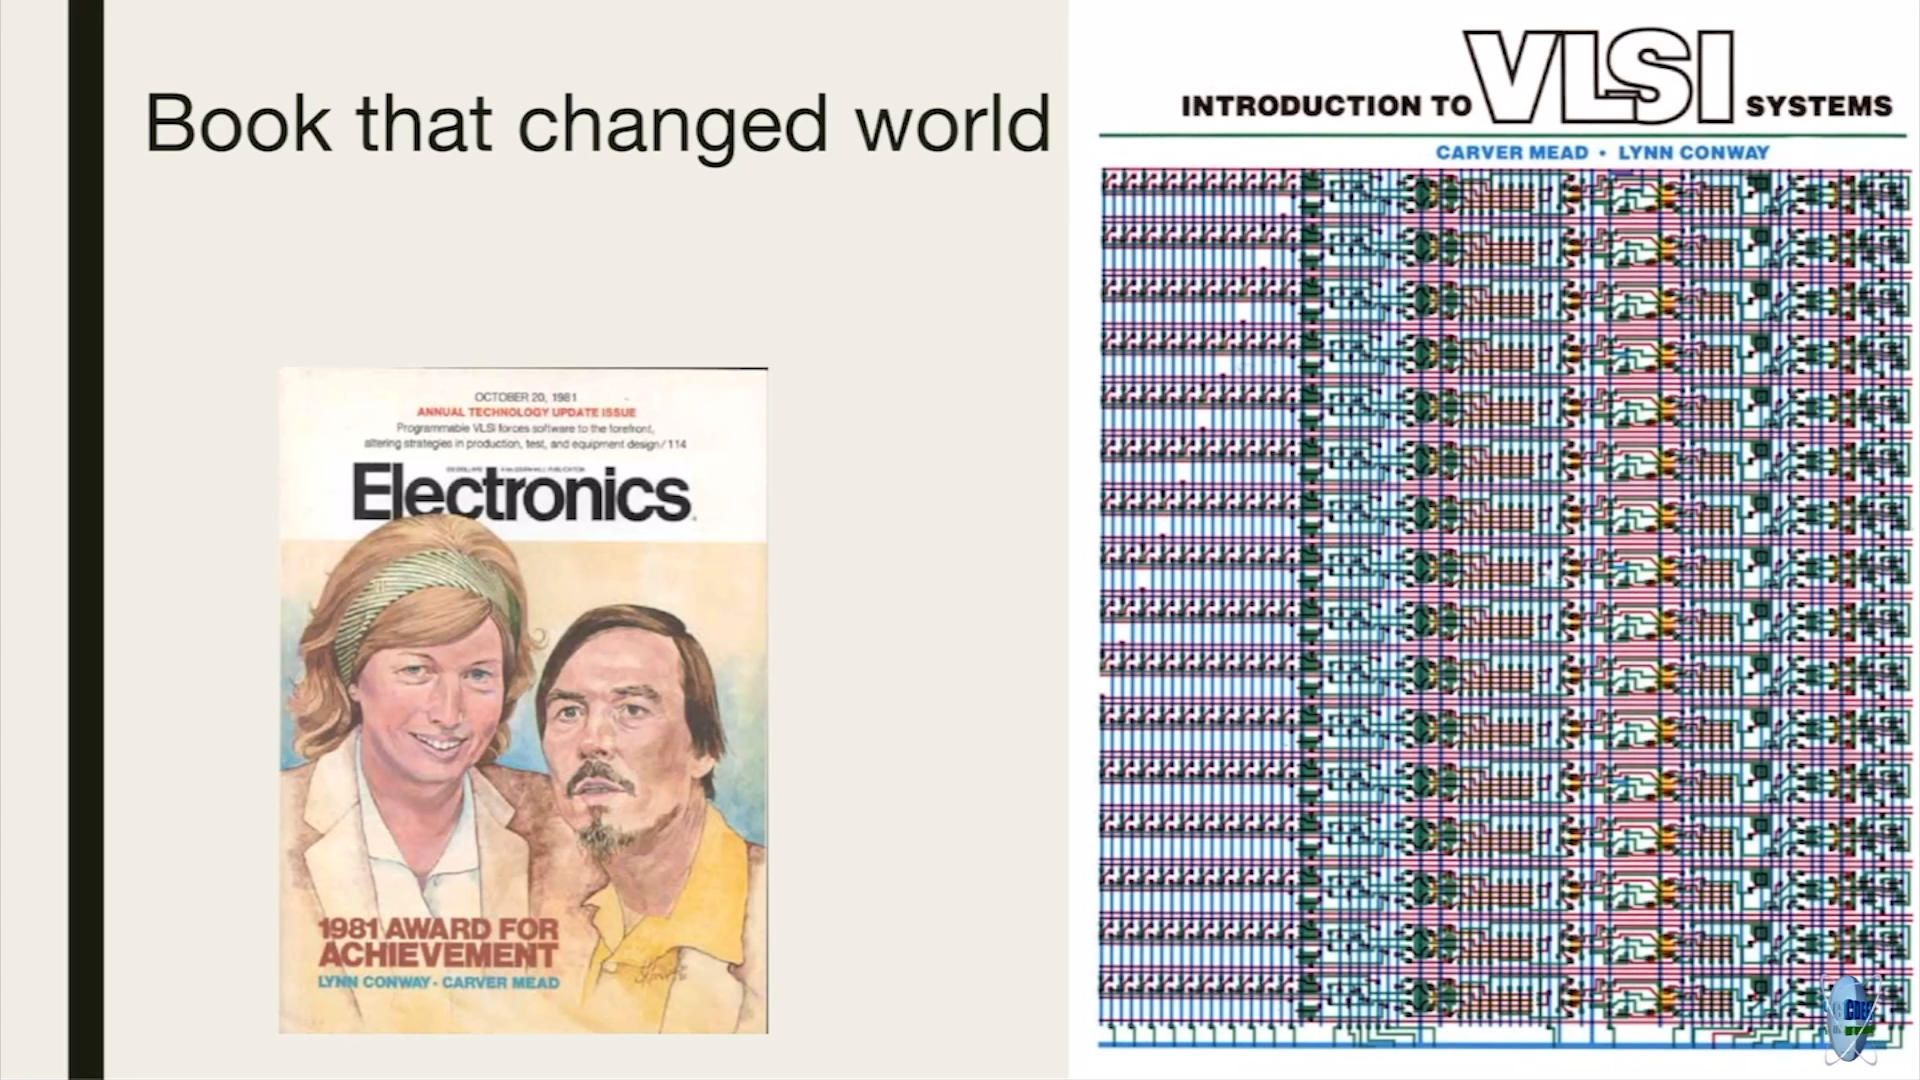 Book that changed world
INTRODUCTION TO VLSI SYSTEMS
CARVER MEAD • LYNN CONWAY
OCTOBER 20, 1981
ANNUAL TECHNOLOGY UPDATE ISSUE
Programmable VLSI forces software to the forefront,
altering strategies in production, test, and equipment design/114
Electronics
1981 AWARD FOR
ACHIEVEMENT
LYNN CONWAY • CARVER MEAD